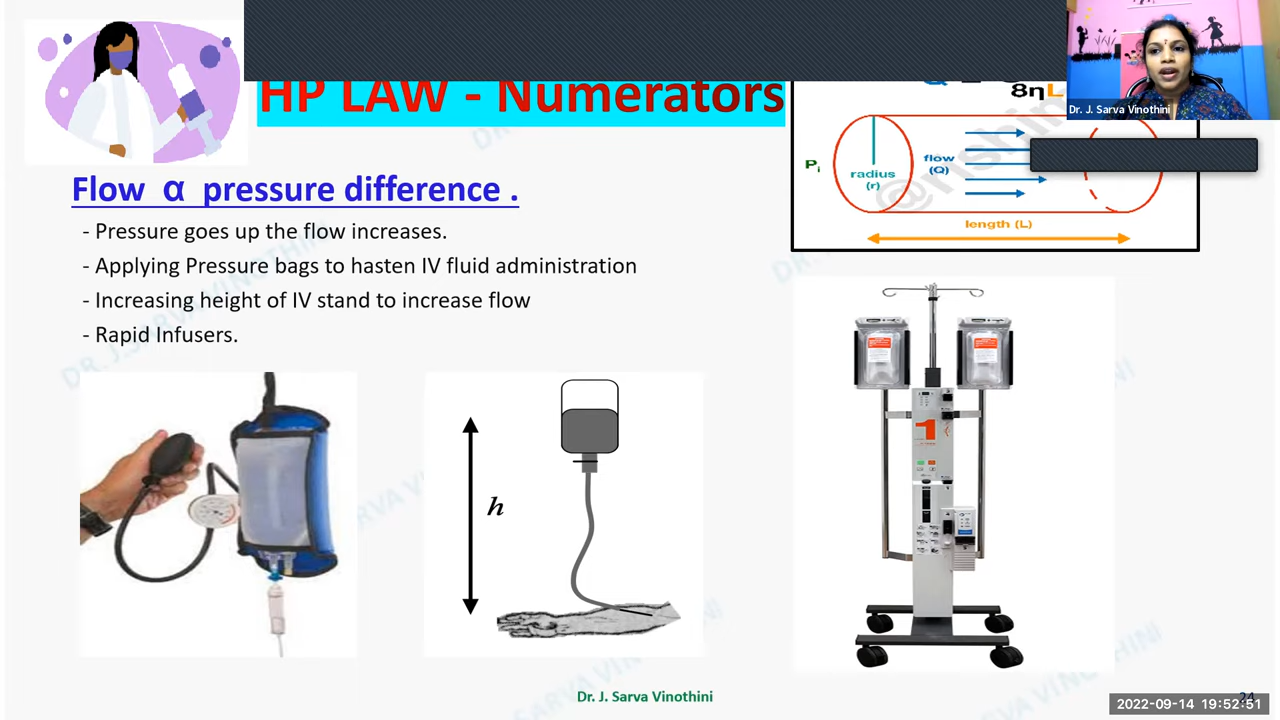 HP LAW - Numerators
8ηL
Pi
radius
(r)
flow
(Q)
length (L)
Dr. J. Sarva Vinothini
Flow α pressure difference .
- Pressure goes up the flow increases.
- Applying Pressure bags to hasten IV fluid administration
- Increasing height of IV stand to increase flow
- Rapid Infusers.
h
1
Dr. J. Sarva Vinothini
24
2022-09-14 19:52:51